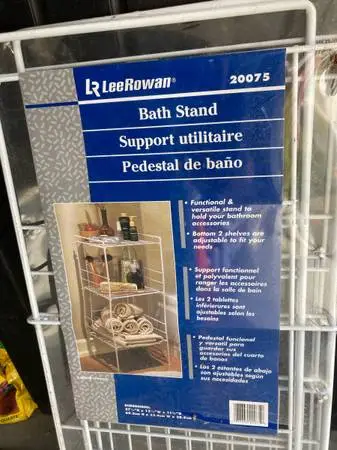 LR LeeRowan® 20075
Bath Stand
Support utilitaire
Pedestal de baño
• Functional &
versatile stand to
hold your bathroom
accessories
• Bottom 2 shelves are
adjustable to fit your
needs
• Support fonctionnel
et polyvalent pour
ranger les accessoires
dans la salle de bain
• Les 2 tablettes
inférieures sont
ajustables selon les
besoins
• Pedestal funcional
y versatil para
guardar sus
accesorios del cuarto
de baños
• Los 2 estantes de abajo
son ajustables según
sus necesidades